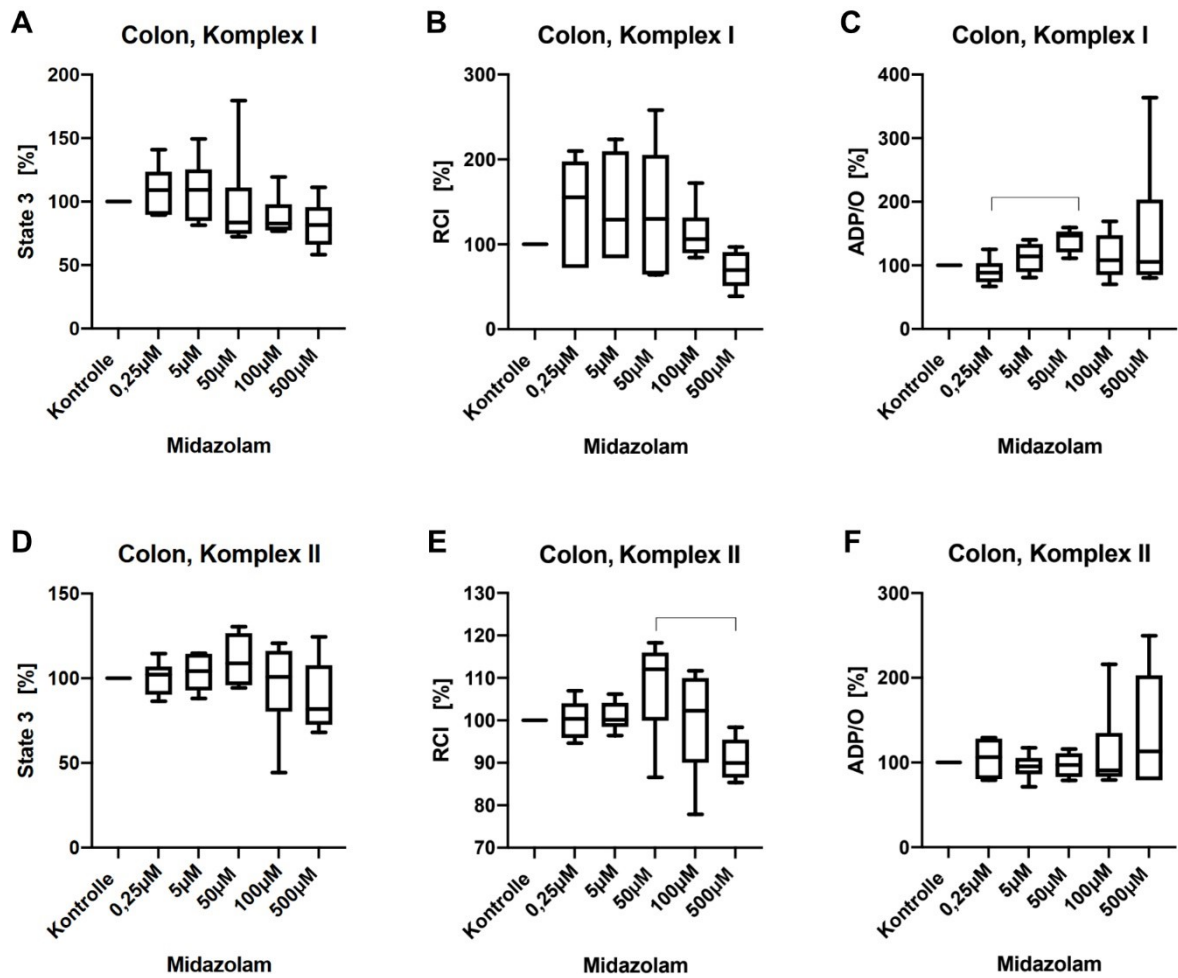 A
Colon, Komplex I
State 3 [%]
200
150
100
50
0
Kontrolle
0,25µM
5µM
50µM
100µM
500µM
Midazolam
B
Colon, Komplex I
RCI [%]
300
200
100
0
Kontrolle
0,25µM
5µM
50µM
100µM
500µM
Midazolam
C
Colon, Komplex I
ADP/O [%]
400
300
200
100
0
Kontrolle
0,25µM
5µM
50µM
100µM
500µM
Midazolam
D
Colon, Komplex II
State 3 [%]
150
100
50
0
Kontrolle
0,25µM
5µM
50µM
100µM
500µM
Midazolam
E
Colon, Komplex II
RCI [%]
130
120
110
100
90
80
70
Kontrolle
0,25µM
5µM
50µM
100µM
500µM
Midazolam
F
Colon, Komplex II
ADP/O [%]
300
200
100
0
Kontrolle
0,25µM
5µM
50µM
100µM
500µM
Midazolam